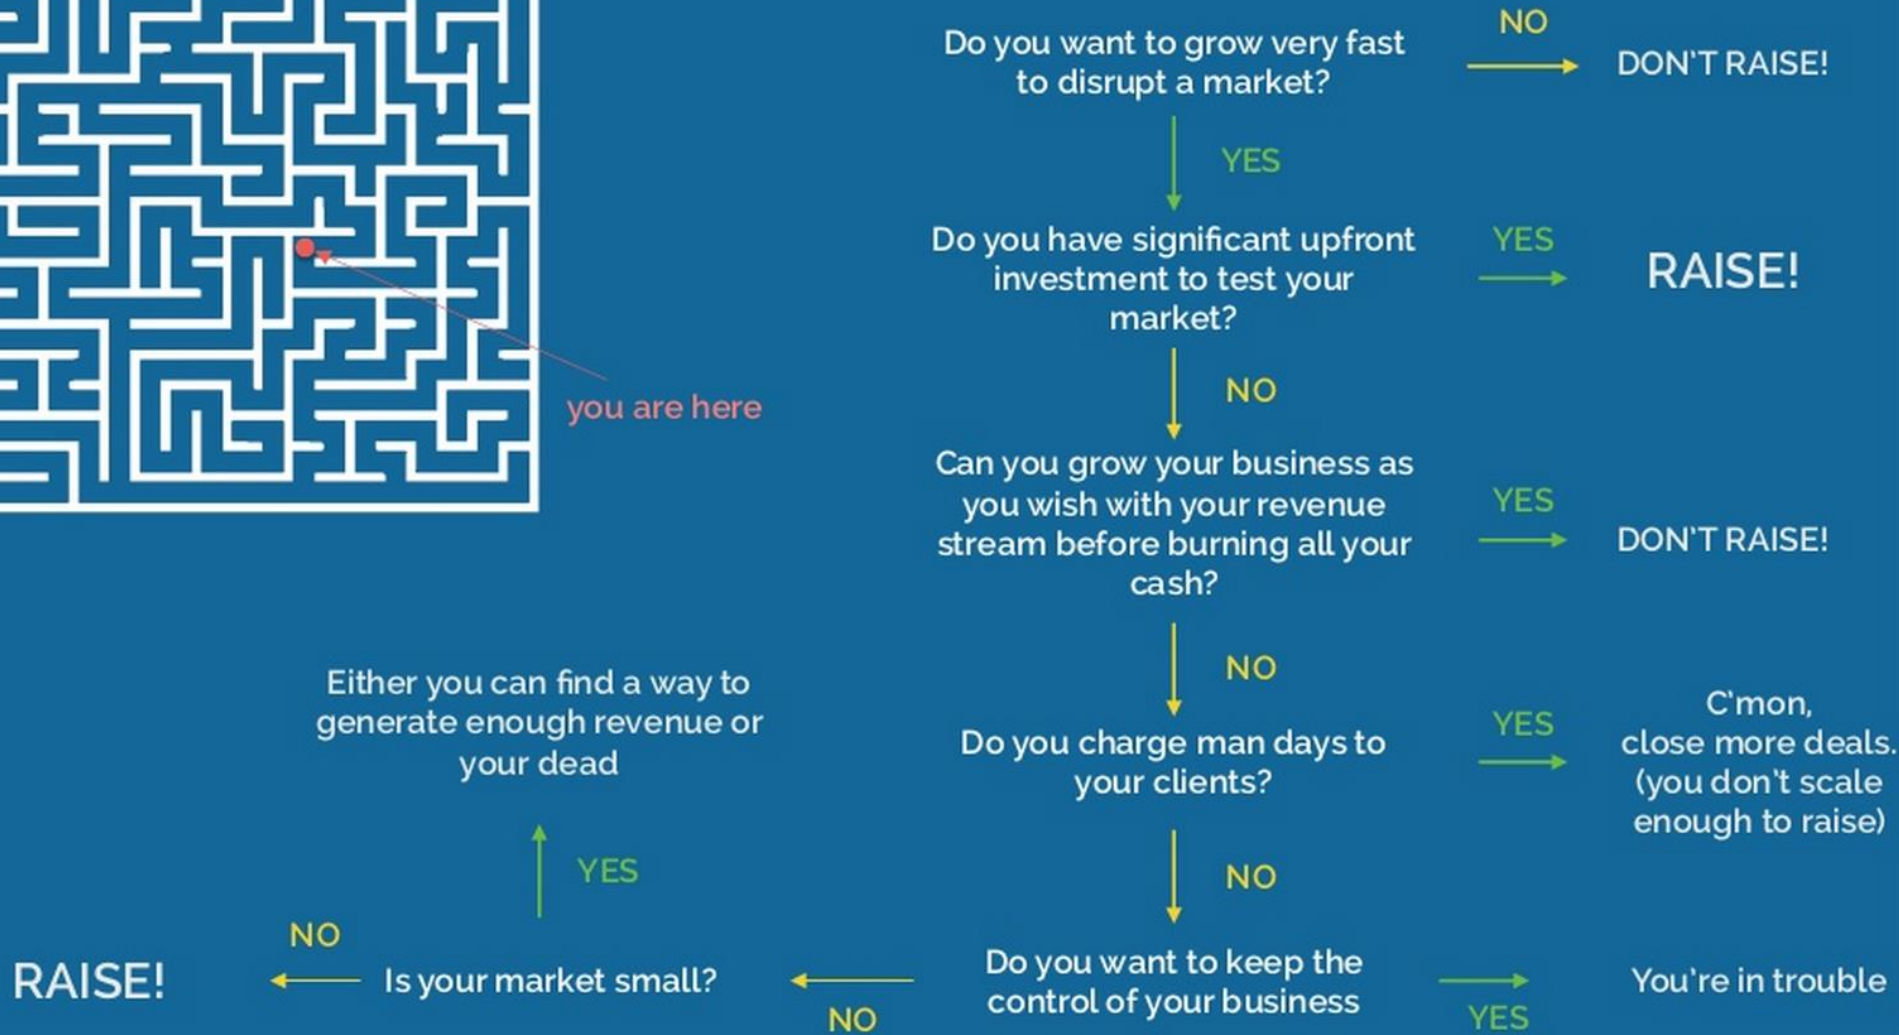 NO
Do you want to grow very fast
to disrupt a market?
DON'T RAISE!
YES
Do you have significant upfront
investment to test your
market?
YES
RAISE!
you are here
NO
Can you grow your business as
you wish with your revenue
stream before burning all your
cash?
YES
DON'T RAISE!
NO
Either you can find a way to
generate enough revenue or
your dead
Do you charge man days to
your clients?
YES
C'mon,
close more deals.
(you don't scale
enough to raise)
YES
NO
NO
RAISE!
Is your market small?
NO
Do you want to keep the
control of your business
YES
You're in trouble